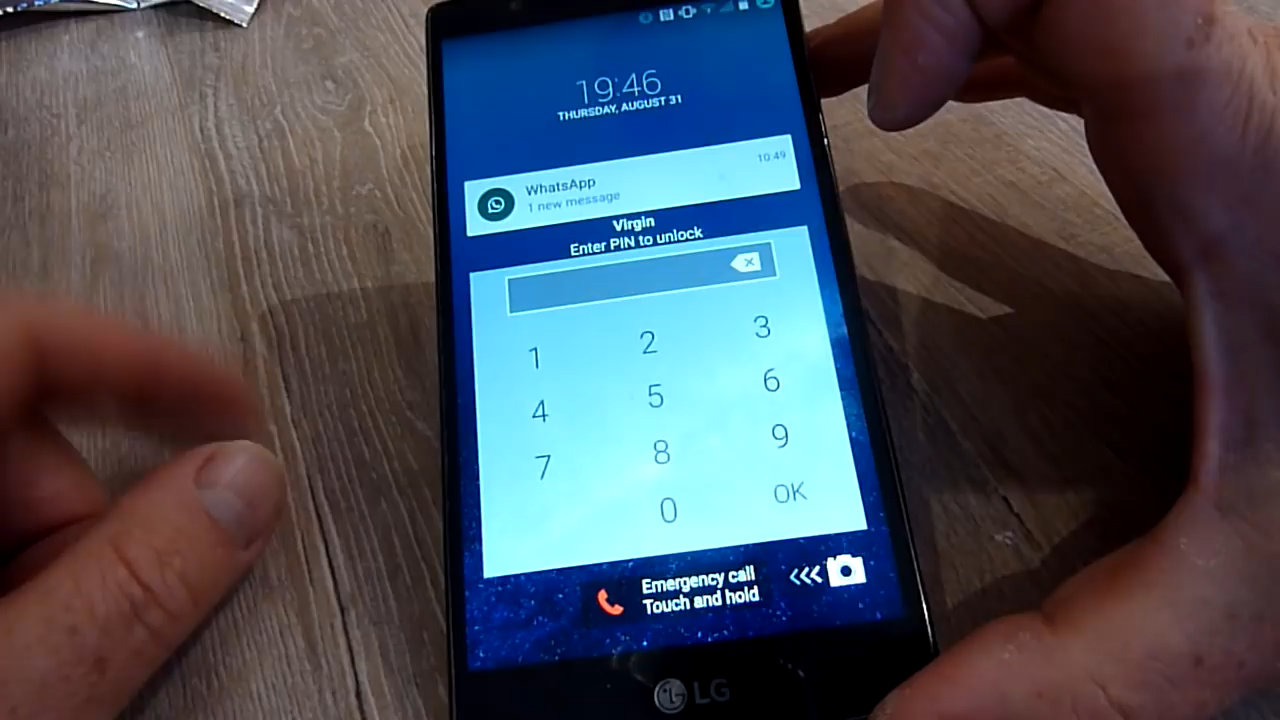 19:46
THURSDAY, AUGUST 31
10:49
WhatsApp
1 new message
Virgin
Enter PIN to unlock
1 2 3
4 5 6
7 8 9
0 OK
Emergency call
Touch and hold
LG